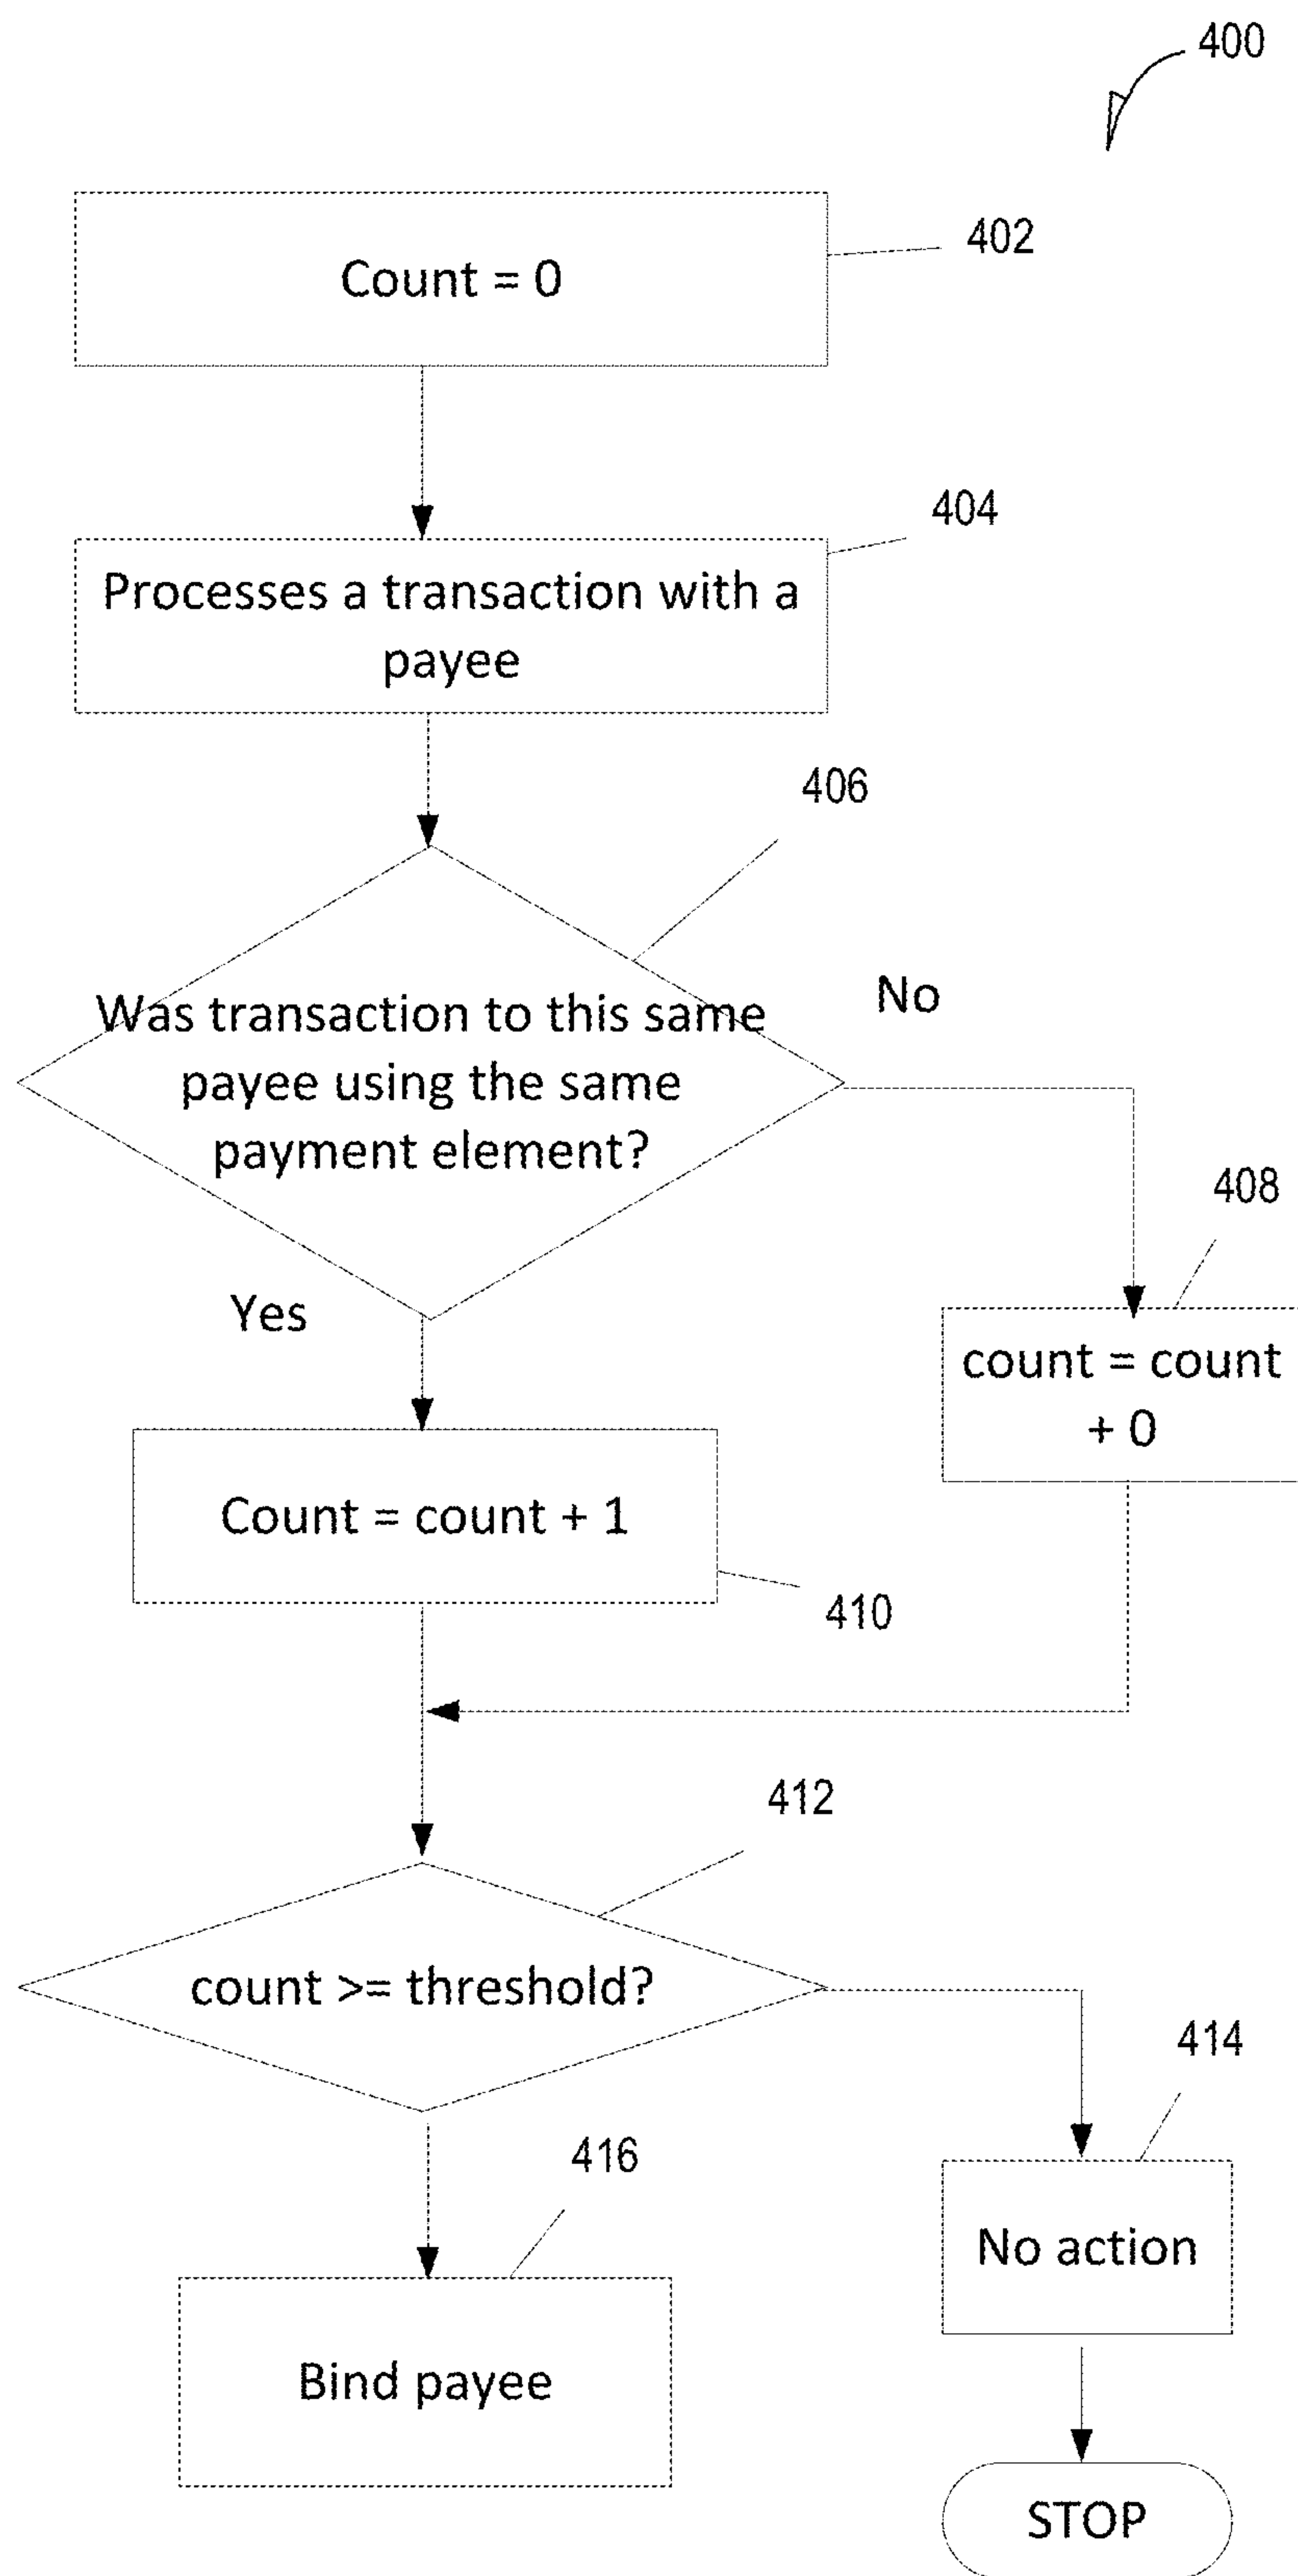 400
402
Count = 0
404
Processes a transaction with a
payee
406
Was transaction to this same
payee using the same
payment element?
No
408
count = count
+ 0
Yes
Count = count + 1
410
412
count >= threshold?
414
No action
416
Bind payee
STOP